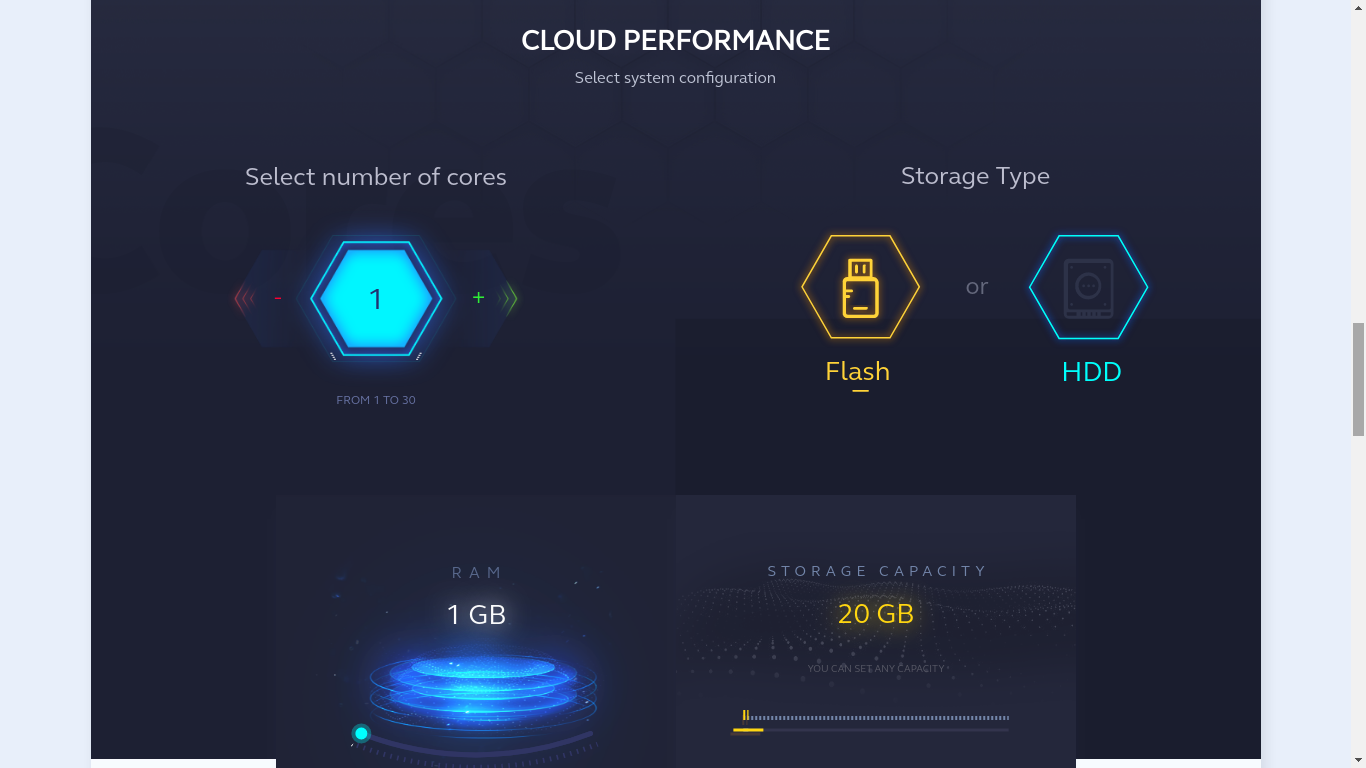 CLOUD PERFORMANCE
Select system configuration
Cores
Select number of cores
- 1 +
FROM 1 TO 30
Storage Type
Flash
or
HDD
RAM
1 GB
STORAGE CAPACITY
20 GB
YOU CAN SET ANY CAPACITY